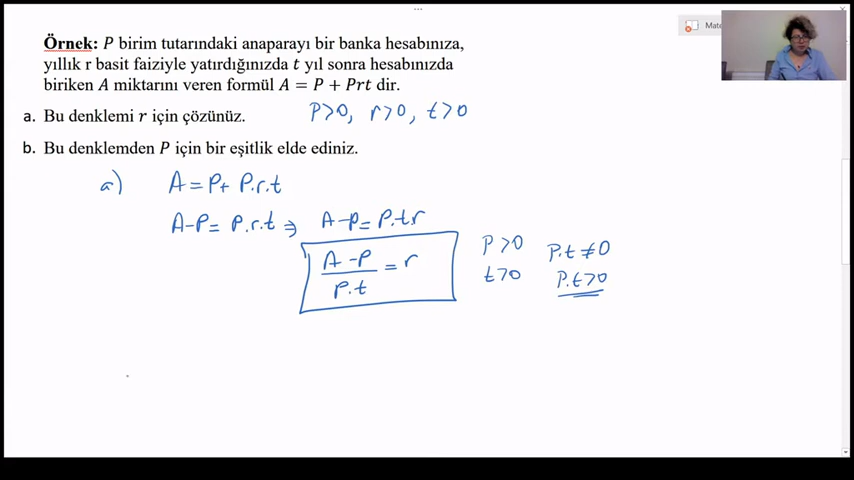 Mate
Örnek: P birim tutarındaki anaparayı bir banka hesabınıza,
yıllık r basit faiziyle yatırdığınızda t yıl sonra hesabınızda
biriken A miktarını veren formül A = P + Prt dir.
a. Bu denklemi r için çözünüz. P>0, r>0, t>0
b. Bu denklemden P için bir eşitlik elde ediniz.
a) A = P + P.r.t
A-P = P.r.t ⇒ A-P = P.t.r
(A-P)/(P.t) = r
P>0 P.t ≠ 0
t>0 P.t>0